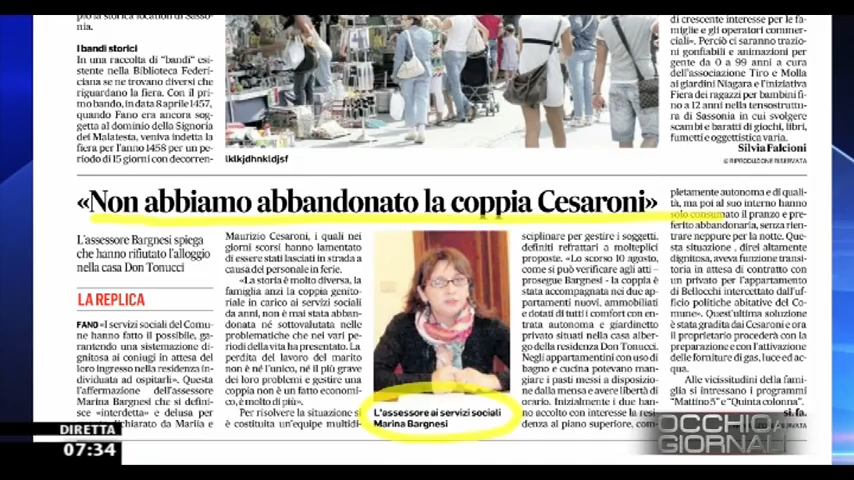 pio la storica location di Sasso-
nia.
I bandi storici
In una raccolta di "bandi" esi-
stente nella Biblioteca Federi-
ciana se ne trovano diversi che
riguardano la fiera. Con il pri-
mo bando, in data 8 aprile 1457,
quando Fano era ancora sog-
getta al dominio della Signoria
dei Malatesta, veniva indetta la
fiera per l'anno 1458 per un pe-
riodo di 15 giorni con decorren-
lklkjdhnkldjsf
di crescente interesse per le fa-
miglie e gli operatori commer-
ciali». Perciò ci saranno trazio-
ni gonfiabili e animazioni per
gente da 0 a 99 anni a cura
dell'associazione Tiro e Molla
ai giardini Niagara e l'iniziativa
Fiera dei ragazzi per bambini fi-
no a 12 anni nella tensostruttu-
ra di Sassonia in cui svolgere
scambi e baratti di giochi, libri,
fumetti e oggettistica varia.
Silvia Falcioni
© RIPRODUZIONE RISERVATA
«Non abbiamo abbandonato la coppia Cesaroni»
L'assessore Bargnesi spiega
che hanno rifiutato l'alloggio
nella casa Don Tonucci
LA REPLICA
FANO «I servizi sociali del Comu-
ne hanno fatto il possibile, ga-
rantendo una sistemazione di-
gnitosa ai coniugi in attesa del
loro ingresso nella residenza in-
dividuata ad ospitarli». Questa
l'affermazione dell'assessore
Marina Bargnesi che si defini-
sce «interdetta» e delusa per
dichiarato da Mariie e
Maurizio Cesaroni, i quali nei
giorni scorsi hanno lamentato
di essere stati lasciati in strada a
causa del personale in ferie.
«La storia è molto diversa, la
famiglia anzi la coppia genito-
riale in carico ai servizi sociali
da anni, non è mai stata abban-
donata né sottovalutata nelle
problematiche che nei vari pe-
riodi della vita ha presentato. La
perdita del lavoro del marito
non è né l'unico, né il più grave
dei loro problemi e gestire una
coppia non è un fatto economi-
co, è molto di più».
Per risolvere la situazione si
è costituita un'equipe multidi-
L'assessore ai servizi sociali
Marina Bargnesi
sciplinare per gestire i soggetti,
definiti refrattari a molteplici
proposte. «Lo scorso 10 agosto,
come si può verificare agli atti –
prosegue Bargnesi - la coppia è
stata accompagnata nei due ap-
partamenti nuovi, ammobiliati
e dotati di tutti i comfort con en-
trata autonoma e giardinetto
privato situati nella casa alber-
go della residenza Don Tonucci.
Negli appartamentini con uso di
bagno e cucina potevano man-
giare i pasti messi a disposizio-
ne dalla mensa e avere libertà di
orario. Inizialmente i due han-
no accolto con interesse la resi-
denza al piano superiore, com-
pletamente autonoma e di quali-
tà, ma poi al suo interno hanno
solo consumato il pranzo e pre-
ferito abbandonarla, senza rien-
trare neppure per la notte. Que-
sta situazione , direi altamente
dignitosa, aveva funzione transi-
toria in attesa di contratto con
un privato per l'appartamento
di Bellocchi intercettato dall'uf-
ficio politiche abitative del Co-
mune». Quest'ultima soluzione
è stata gradita dai Cesaroni e ora
il proprietario procederà con la
preparazione e con l'attivazione
delle forniture di gas, luce ed ac-
qua.
Alle vicissitudini della fami-
glia si intressano i programmi
"Mattino 5" e "Quinta colonna".
si. fa.
DIRETTA
07:34
OCCHIO AI
GIORNALI